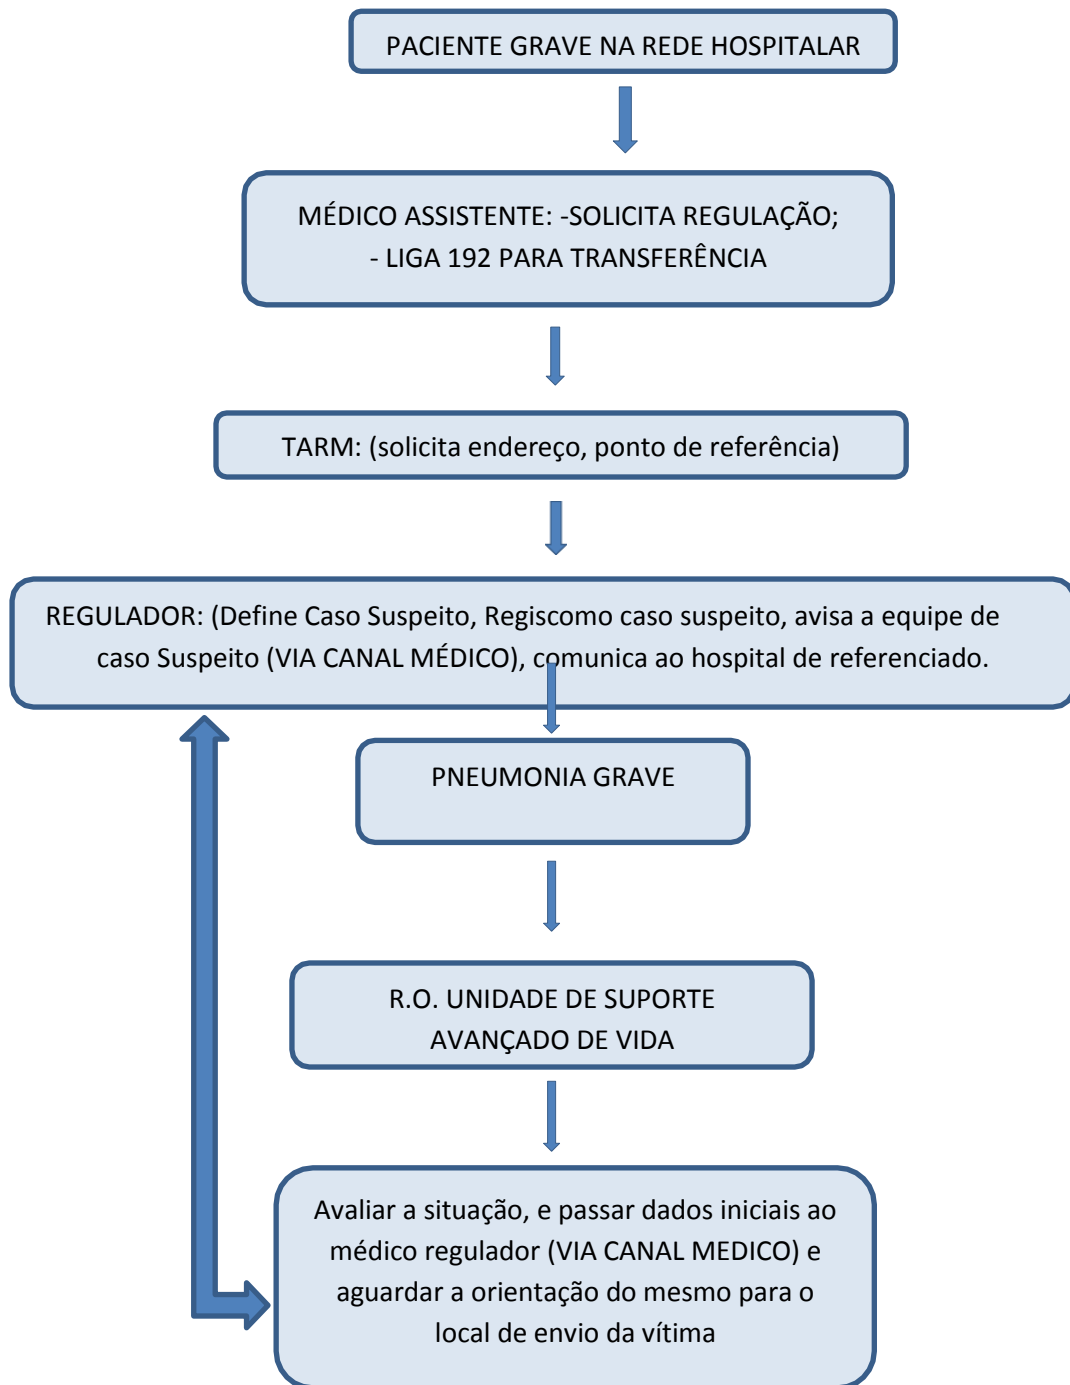 PACIENTE GRAVE NA REDE HOSPITALAR
MÉDICO ASSISTENTE: -SOLICITA REGULAÇÃO;
- LIGA 192 PARA TRANSFERÊNCIA
TARM: (solicita endereço, ponto de referência)
REGULADOR: (Define Caso Suspeito, Regiscomo caso suspeito, avisa a equipe de
caso Suspeito (VIA CANAL MÉDICO), comunica ao hospital de referenciado.
PNEUMONIA GRAVE
R.O. UNIDADE DE SUPORTE
AVANÇADO DE VIDA
Avaliar a situação, e passar dados iniciais ao
médico regulador (VIA CANAL MEDICO) e
aguardar a orientação do mesmo para o
local de envio da vítima